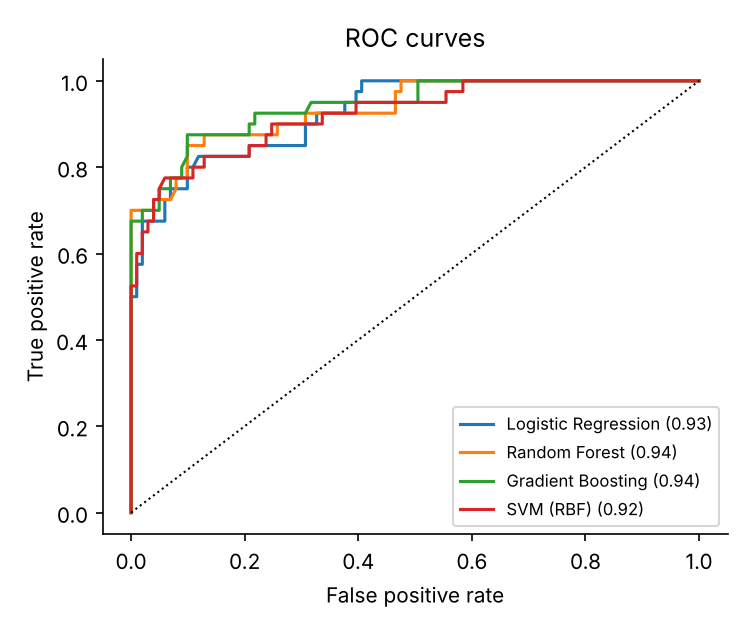 ROC curves
True positive rate
1.0
0.8
0.6
0.4
0.2
0.0
Logistic Regression (0.93)
Random Forest (0.94)
Gradient Boosting (0.94)
SVM (RBF) (0.92)
0.0 0.2 0.4 0.6 0.8 1.0
False positive rate